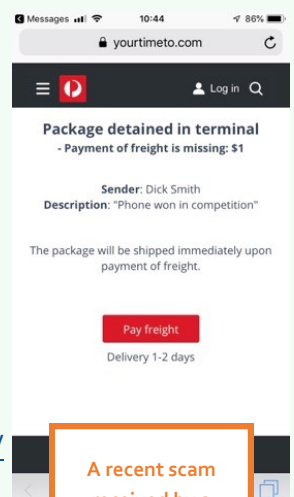 Messages 10:44 86%
yourtimeto.com
Log in
Package detained in terminal
- Payment of freight is missing: $1
Sender: Dick Smith
Description: "Phone won in competition"
The package will be shipped immediately upon
payment of freight.
Pay freight
Delivery 1-2 days
A recent scam